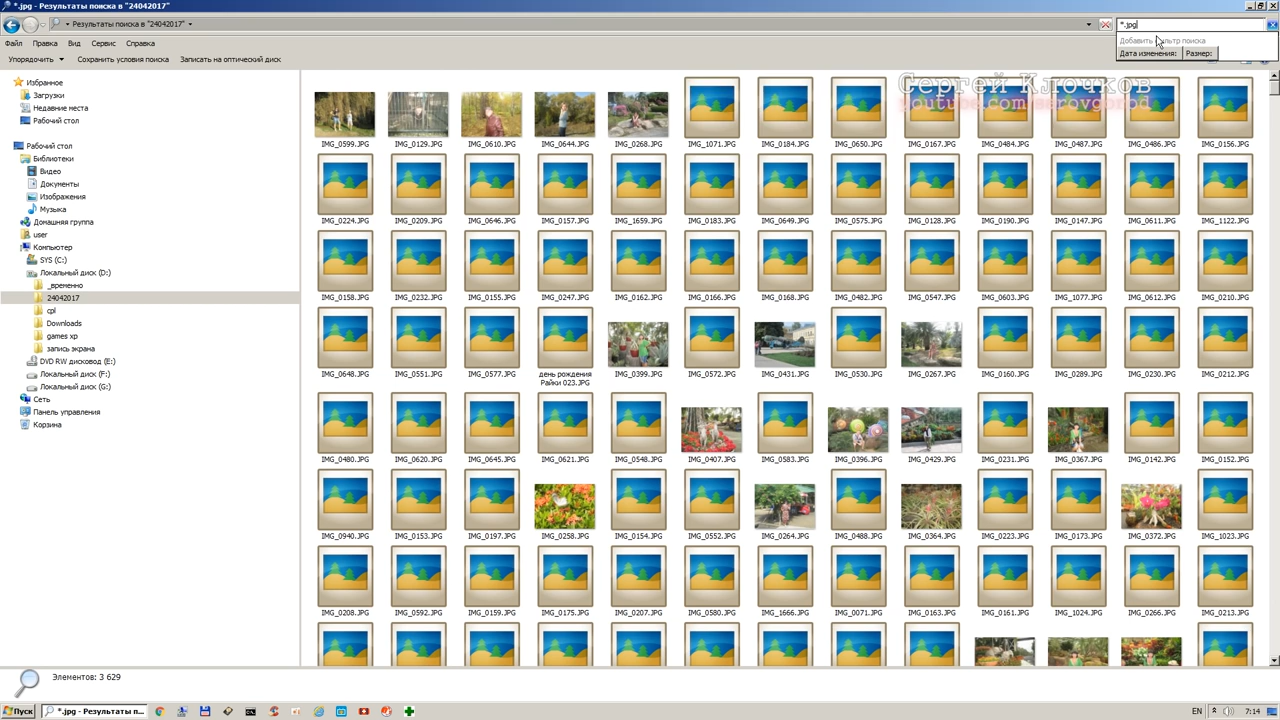 *.jpg - Результаты поиска в "24042017"
Результаты поиска в "24042017"
*.jpg
Добавить фильтр поиска
Дата изменения: Размер:
Файл Правка Вид Сервис Справка
Упорядочить Сохранить условия поиска Записать на оптический диск
Сергей Клочков
youtube.com/serovgorod
Избранное
Загрузки
Недавние места
Рабочий стол
Рабочий стол
Библиотеки
Видео
Документы
Изображения
Музыка
Домашняя группа
user
Компьютер
SYS (C:)
Локальный диск (D:)
_временно
24042017
cpl
Downloads
games xp
запись экрана
DVD RW дисковод (E:)
Локальный диск (F:)
Локальный диск (G:)
Сеть
Панель управления
Корзина
IMG_0599.JPG IMG_0129.JPG IMG_0610.JPG IMG_0644.JPG IMG_0268.JPG IMG_1071.JPG IMG_0184.JPG IMG_0650.JPG IMG_0167.JPG IMG_0484.JPG IMG_0487.JPG IMG_0486.JPG IMG_0156.JPG
IMG_0224.JPG IMG_0209.JPG IMG_0646.JPG IMG_0157.JPG IMG_1659.JPG IMG_0183.JPG IMG_0649.JPG IMG_0575.JPG IMG_0128.JPG IMG_0190.JPG IMG_0147.JPG IMG_0611.JPG IMG_1122.JPG
IMG_0158.JPG IMG_0232.JPG IMG_0155.JPG IMG_0247.JPG IMG_0162.JPG IMG_0166.JPG IMG_0168.JPG IMG_0482.JPG IMG_0547.JPG IMG_0603.JPG IMG_1077.JPG IMG_0612.JPG IMG_0210.JPG
IMG_0648.JPG IMG_0551.JPG IMG_0577.JPG день рождения Райки 023.JPG IMG_0399.JPG IMG_0572.JPG IMG_0431.JPG IMG_0530.JPG IMG_0267.JPG IMG_0160.JPG IMG_0289.JPG IMG_0230.JPG IMG_0212.JPG
IMG_0480.JPG IMG_0620.JPG IMG_0645.JPG IMG_0621.JPG IMG_0548.JPG IMG_0407.JPG IMG_0583.JPG IMG_0396.JPG IMG_0429.JPG IMG_0231.JPG IMG_0367.JPG IMG_0142.JPG IMG_0152.JPG
IMG_0940.JPG IMG_0153.JPG IMG_0197.JPG IMG_0258.JPG IMG_0154.JPG IMG_0552.JPG IMG_0264.JPG IMG_0488.JPG IMG_0364.JPG IMG_0223.JPG IMG_0173.JPG IMG_0372.JPG IMG_1023.JPG
IMG_0208.JPG IMG_0592.JPG IMG_0159.JPG IMG_0175.JPG IMG_0207.JPG IMG_0580.JPG IMG_1666.JPG IMG_0071.JPG IMG_0163.JPG IMG_0161.JPG IMG_1024.JPG IMG_0266.JPG IMG_0213.JPG
Элементов: 3 629
Пуск *.jpg - Результаты п... EN 7:14